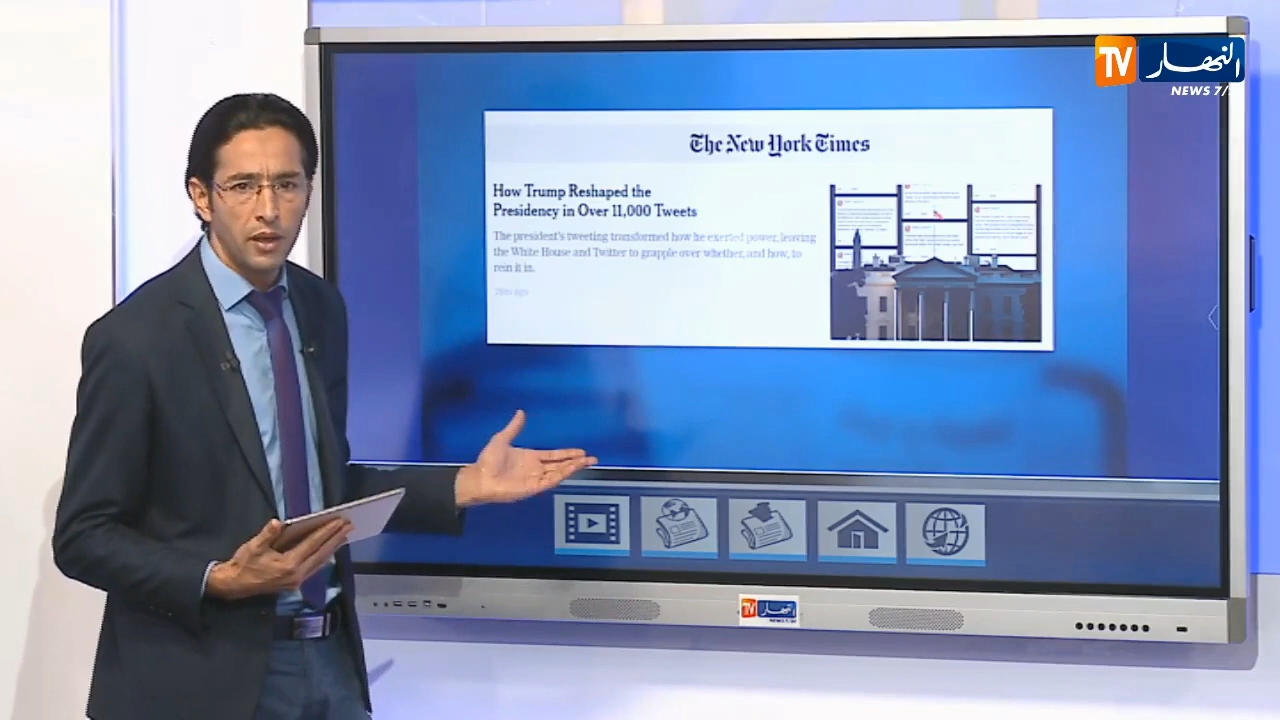 TV النهار
NEWS 7/
The New York Times
How Trump Reshaped the
Presidency in Over 11,000 Tweets
The president's tweeting transformed how he exerted power, leaving
the White House and Twitter to grapple over whether, and how, to
rein it in.
TV النهار